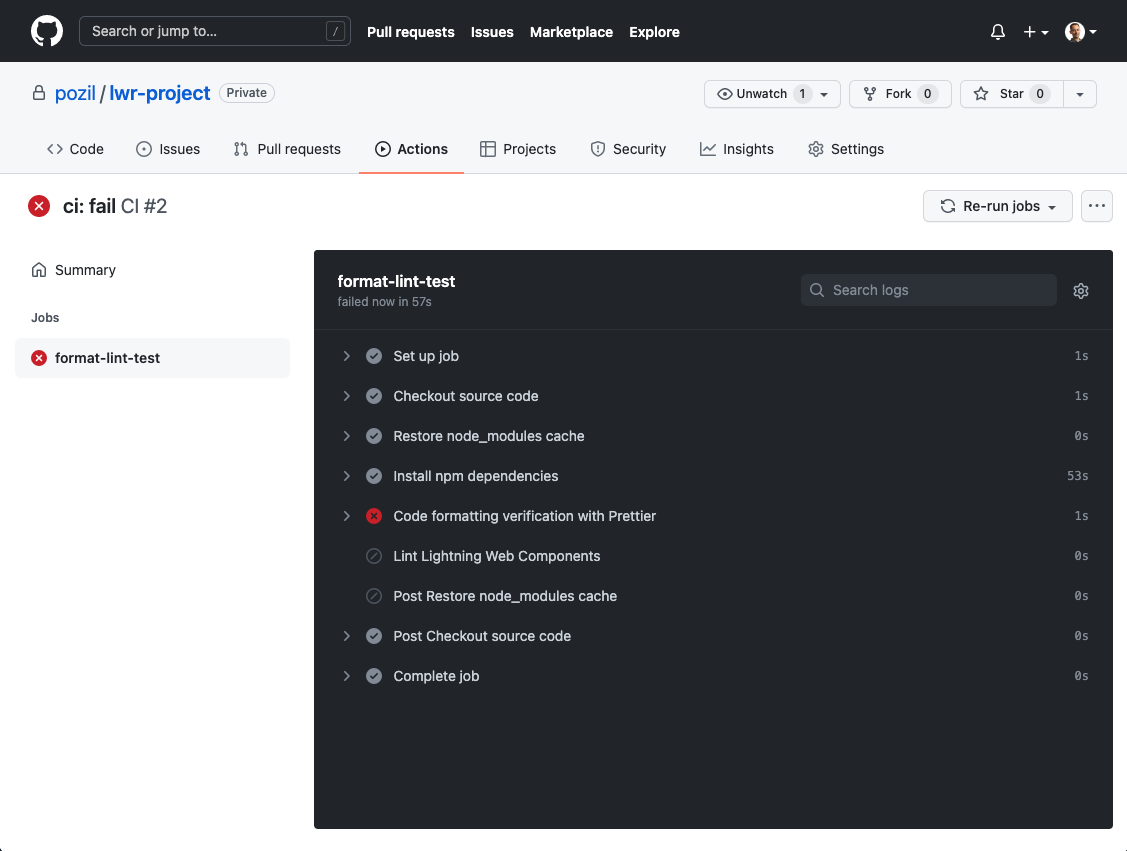 Search or jump to... /
Pull requests Issues Marketplace Explore
pozil / lwr-project Private
Unwatch 1 Fork 0 Star 0
Code Issues Pull requests Actions Projects Security Insights Settings
ci: fail CI #2
Re-run jobs
Summary
Jobs
format-lint-test
format-lint-test
failed now in 57s
Search logs
Set up job 1s
Checkout source code 1s
Restore node_modules cache 0s
Install npm dependencies 53s
Code formatting verification with Prettier 1s
Lint Lightning Web Components 0s
Post Restore node_modules cache 0s
Post Checkout source code 0s
Complete job 0s